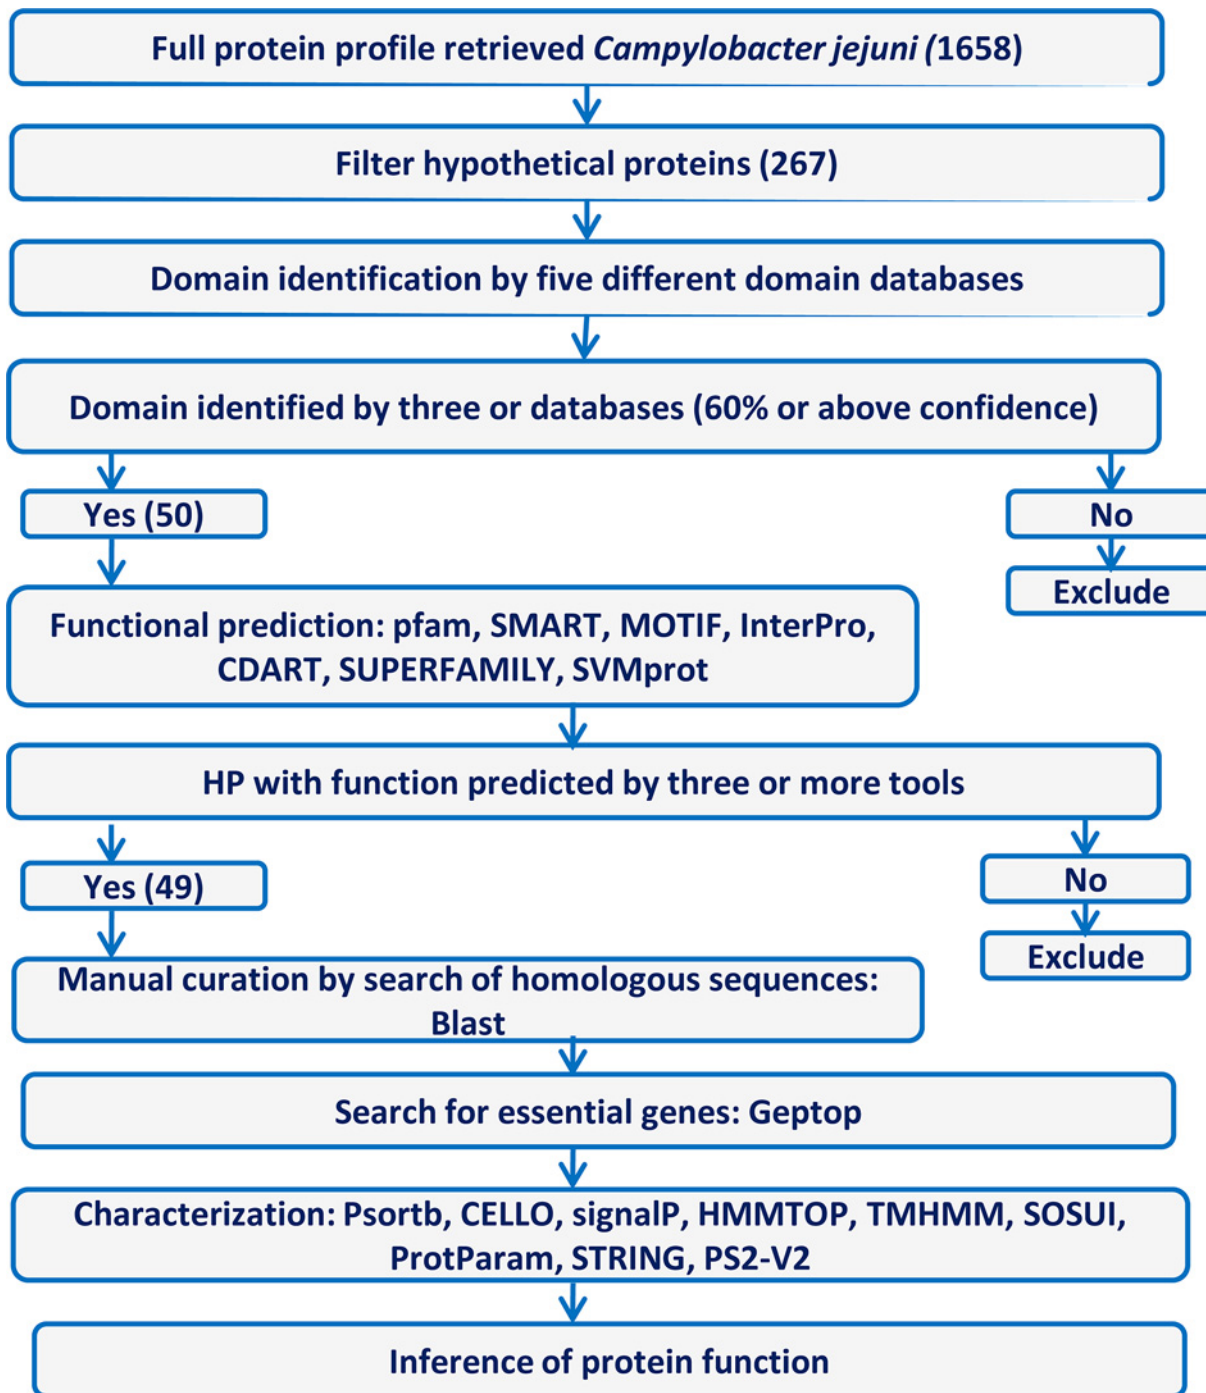 Full protein profile retrieved Campylobacter jejuni (1658)
Filter hypothetical proteins (267)
Domain identification by five different domain databases
Domain identified by three or databases (60% or above confidence)
Yes (50)
No
Exclude
Functional prediction: pfam, SMART, MOTIF, InterPro,
CDART, SUPERFAMILY, SVMprot
HP with function predicted by three or more tools
Yes (49)
No
Exclude
Manual curation by search of homologous sequences:
Blast
Search for essential genes: Geptop
Characterization: Psortb, CELLO, signalP, HMMTOP, TMHMM, SOSUI,
ProtParam, STRING, PS2-V2
Inference of protein function